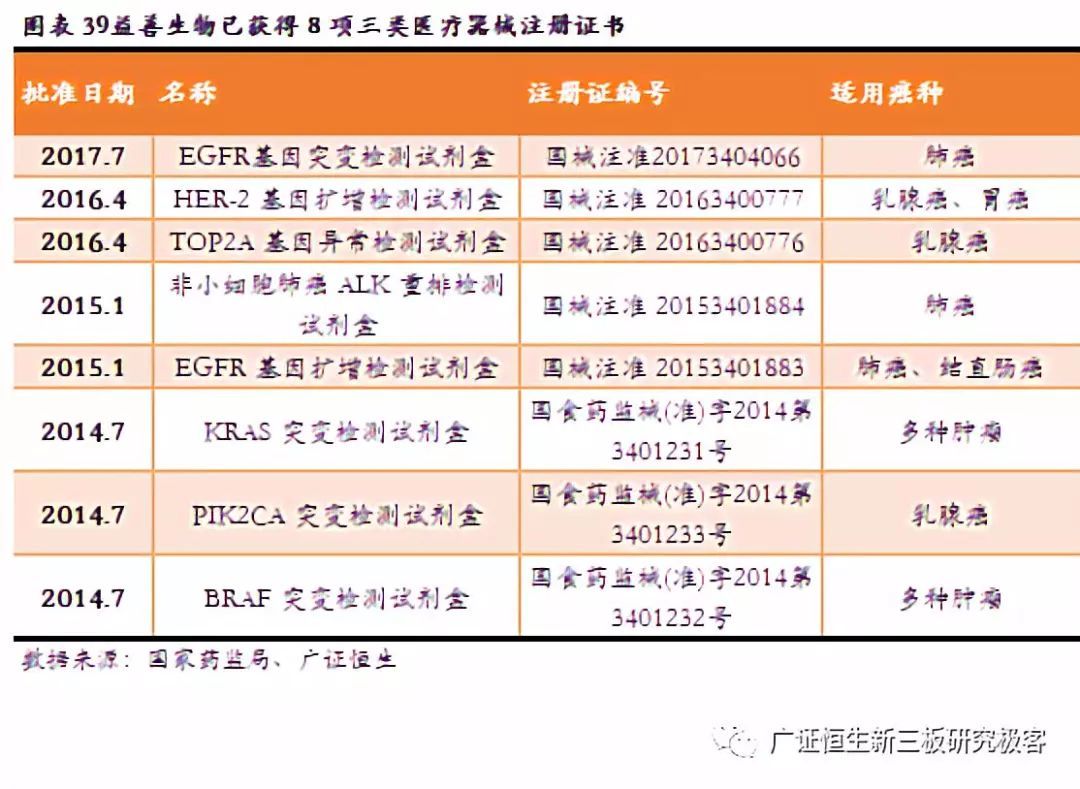 图表 39益善生物已获得 8 项三类医疗器械注册证书
批准日期 名称 注册证编号 适用癌种
2017.7 EGFR基因突变检测试剂盒 国械注准20173404066 肺癌
2016.4 HER-2 基因扩增检测试剂盒 国械注准 20163400777 乳腺癌、胃癌
2016.4 TOP2A 基因异常检测试剂盒 国械注准 20163400776 乳腺癌
2015.1 非小细胞肺癌 ALK 重排检测 国械注准 20153401884 肺癌
试剂盒
2015.1 EGFR 基因扩增检测试剂盒 国械注准 20153401883 肺癌、结直肠癌
2014.7 KRAS 突变检测试剂盒 国食药监械(准)字2014第 多种肿瘤
3401231号
2014.7 PIK2CA 突变检测试剂盒 国食药监械(准)字2014第 乳腺癌
3401233号
2014.7 BRAF 突变检测试剂盒 国食药监械(准)字2014第 多种肿瘤
3401232号
数据来源：国家药监局、广证恒生
广证恒生新三板研究极客